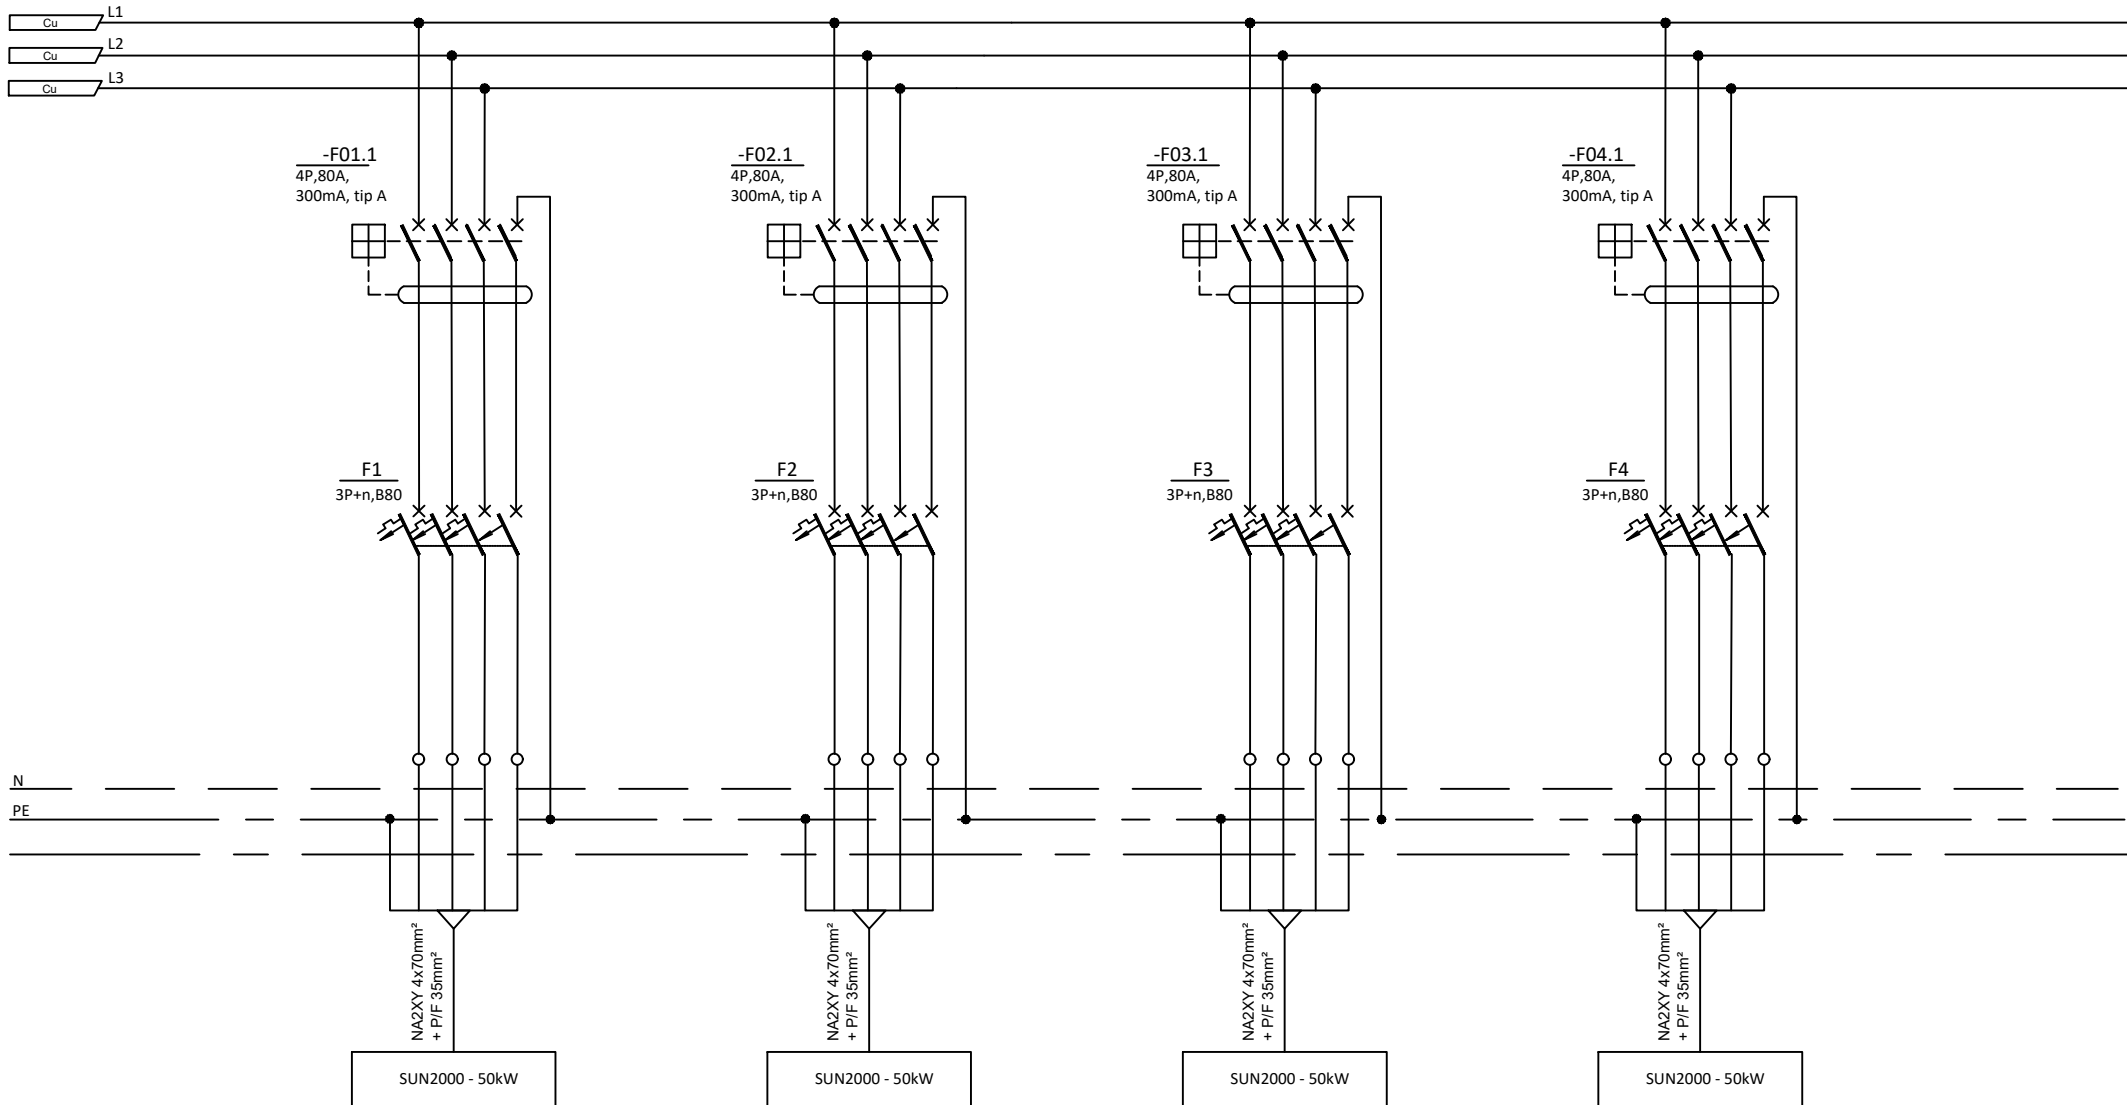 Cu L1
Cu L2
Cu L3
-F01.1
4P,80A,
300mA, tip A
-F02.1
4P,80A,
300mA, tip A
-F03.1
4P,80A,
300mA, tip A
-F04.1
4P,80A,
300mA, tip A
F1
3P+n,B80
F2
3P+n,B80
F3
3P+n,B80
F4
3P+n,B80
N
PE
NA2XY 4x70mm²
+ P/F 35mm²
NA2XY 4x70mm²
+ P/F 35mm²
NA2XY 4x70mm²
+ P/F 35mm²
NA2XY 4x70mm²
+ P/F 35mm²
SUN2000 - 50kW
SUN2000 - 50kW
SUN2000 - 50kW
SUN2000 - 50kW